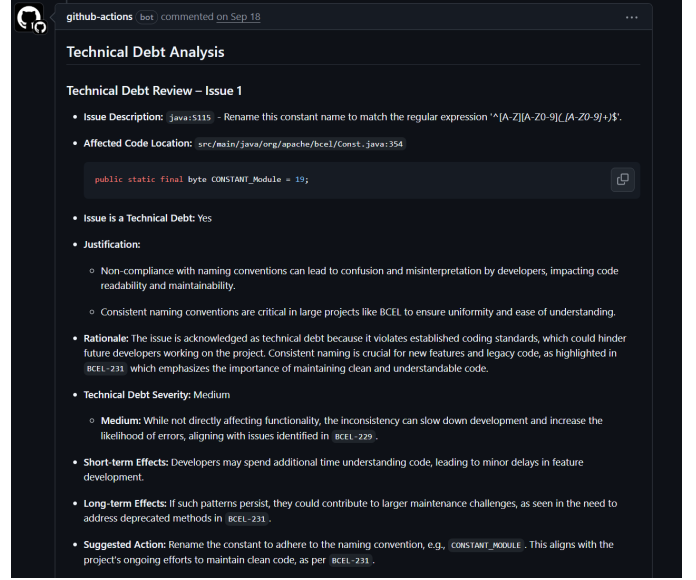 github-actions bot commented on Sep 18
Technical Debt Analysis
Technical Debt Review – Issue 1
• Issue Description: java:S115 - Rename this constant name to match the regular expression '^[A-Z][A-Z0-9](_[A-Z0-9]+)$'.
• Affected Code Location: src/main/java/org/apache/bcel/Const.java:354
public static final byte CONSTANT_Module = 19;
• Issue is a Technical Debt: Yes
• Justification:
◦ Non-compliance with naming conventions can lead to confusion and misinterpretation by developers, impacting code
readability and maintainability.
◦ Consistent naming conventions are critical in large projects like BCEL to ensure uniformity and ease of understanding.
• Rationale: The issue is acknowledged as technical debt because it violates established coding standards, which could hinder
future developers working on the project. Consistent naming is crucial for new features and legacy code, as highlighted in
BCEL-231 which emphasizes the importance of maintaining clean and understandable code.
• Technical Debt Severity: Medium
◦ Medium: While not directly affecting functionality, the inconsistency can slow down development and increase the
likelihood of errors, aligning with issues identified in BCEL-229.
• Short-term Effects: Developers may spend additional time understanding code, leading to minor delays in feature
development.
• Long-term Effects: If such patterns persist, they could contribute to larger maintenance challenges, as seen in the need to
address deprecated methods in BCEL-231.
• Suggested Action: Rename the constant to adhere to the naming convention, e.g., CONSTANT_MODULE. This aligns with the
project's ongoing efforts to maintain clean code, as per BCEL-231.